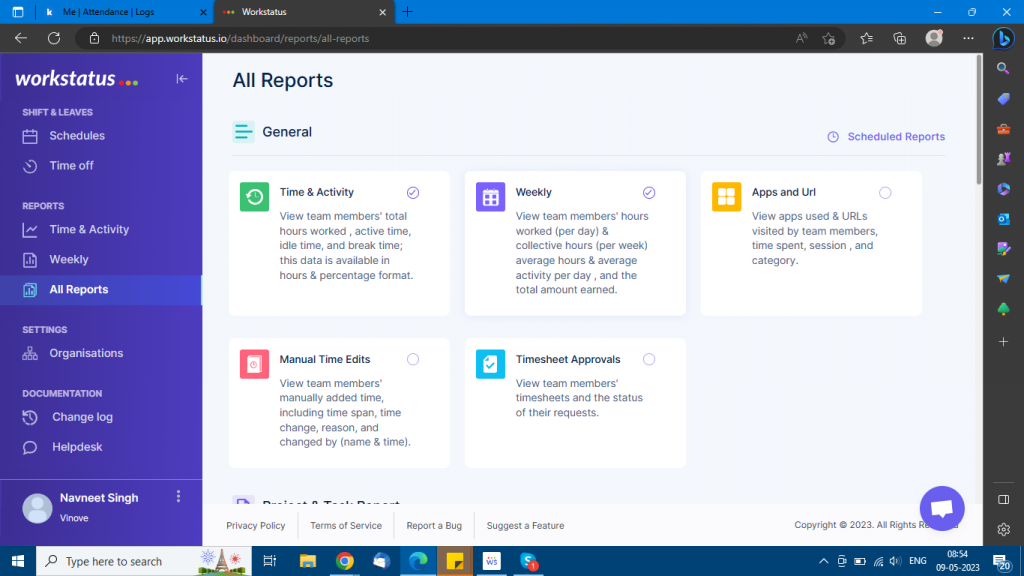 Me | Attendance | Logs
Workstatus
https://app.workstatus.io/dashboard/reports/all-reports
workstatus
SHIFT & LEAVES
Schedules
Time off
REPORTS
Time & Activity
Weekly
All Reports
SETTINGS
Organisations
DOCUMENTATION
Change log
Helpdesk
Navneet Singh
Vinove
All Reports
General
Scheduled Reports
Time & Activity
View team members' total
hours worked , active time,
idle time, and break time;
this data is available in
hours & percentage format.
Weekly
View team members' hours
worked (per day) &
collective hours (per week)
average hours & average
activity per day , and the
total amount earned.
Apps and Url
View apps used & URLs
visited by team members,
time spent, session , and
category.
Manual Time Edits
View team members'
manually added time,
including time span, time
change, reason, and
changed by (name & time).
Timesheet Approvals
View team members'
timesheets and the status
of their requests.
Project & Task Report
Privacy Policy
Terms of Service
Report a Bug
Suggest a Feature
Copyright © 2023. All Rights
Type here to search
WS
S
1
ENG
08:54
09-05-2023
20